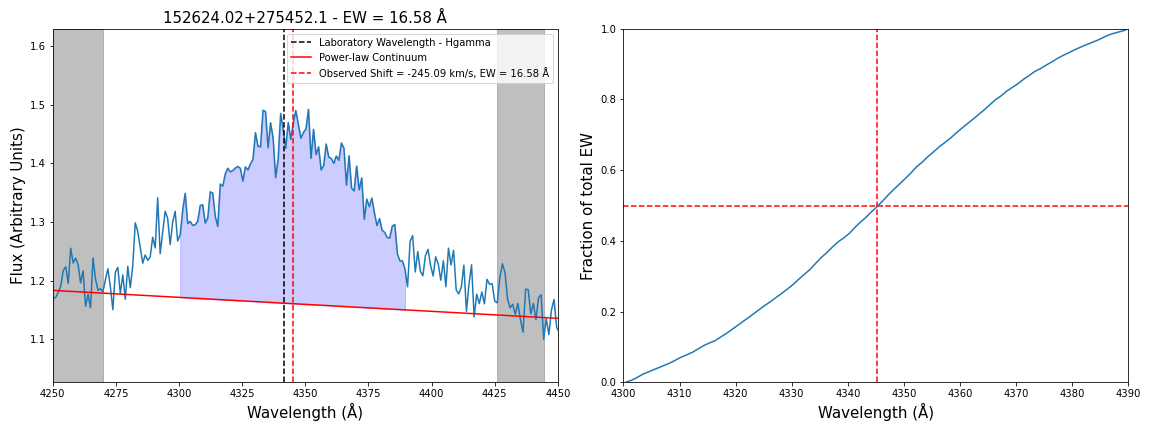 152624.02+275452.1 - EW = 16.58 Å
Flux (Arbitrary Units)
1.6
1.5
1.4
1.3
1.2
1.1
Laboratory Wavelength - Hgamma
Power-law Continuum
Observed Shift = -245.09 km/s, EW = 16.58 Å
4250 4275 4300 4325 4350 4375 4400 4425 4450
Wavelength (Å)
Fraction of total EW
1.0
0.8
0.6
0.4
0.2
0.0
4300 4310 4320 4330 4340 4350 4360 4370 4380 4390
Wavelength (Å)